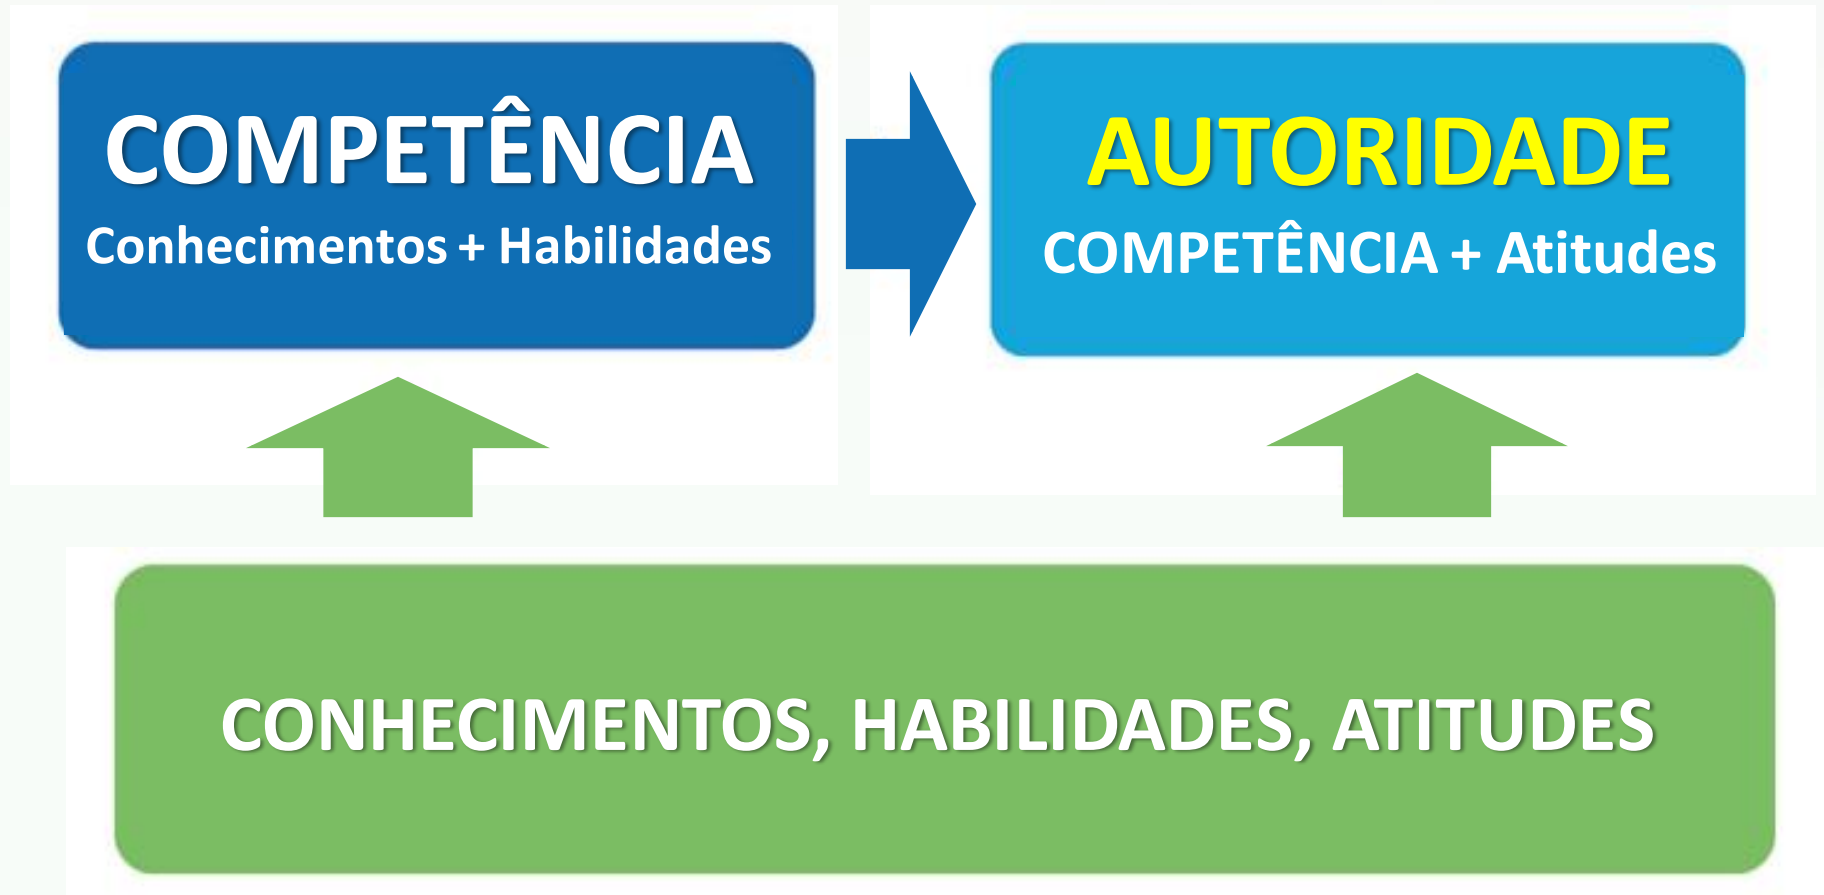 COMPETÊNCIA
Conhecimentos + Habilidades
AUTORIDADE
COMPETÊNCIA + Atitudes
CONHECIMENTOS, HABILIDADES, ATITUDES